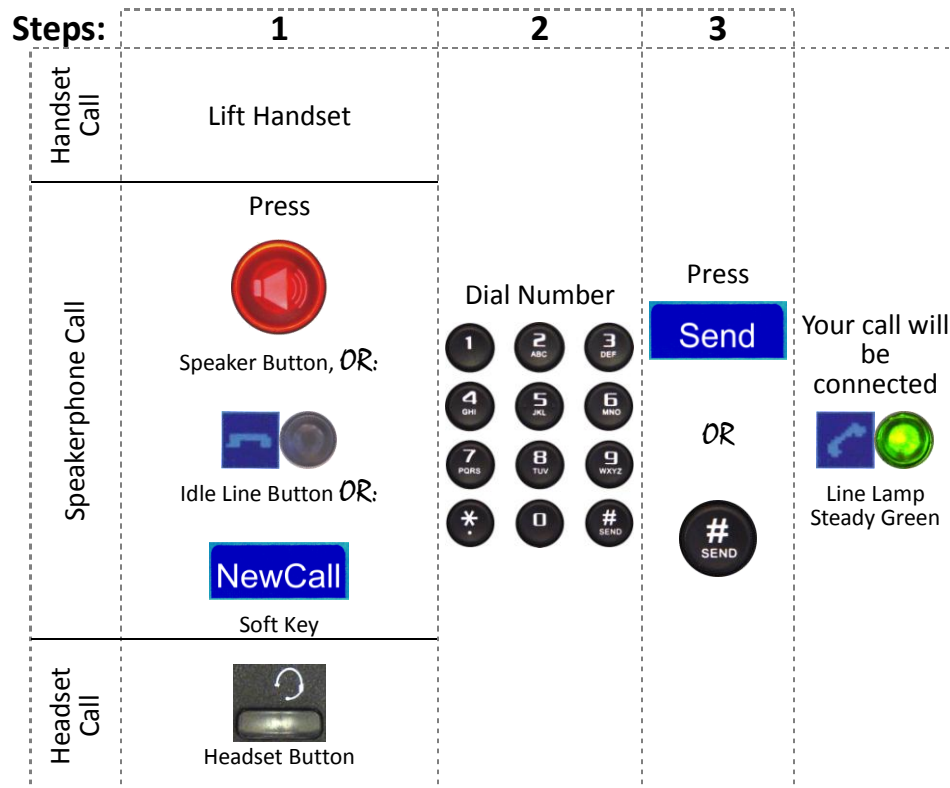 Steps: 1 2 3
Handset
Call
Lift Handset
Speakerphone Call
Press
Speaker Button, OR:
Idle Line Button OR:
NewCall
Soft Key
Headset
Call
Headset Button
Dial Number
1 2 3
ABC DEF
4 5 6
GHI JKL MNO
7 8 9
PQRS TUV WXYZ
* 0 #
SEND
Press
Send
OR
#
SEND
Your call will
be
connected
Line Lamp
Steady Green